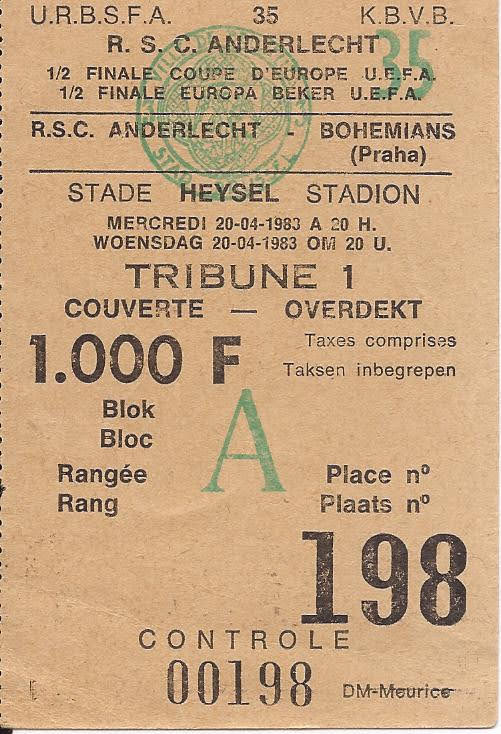 U.R.B.S.F.A. 35 K.B.V.B.
R. S. C. ANDERLECHT
35
1/2 FINALE COUPE D'EUROPE U.E.F.A.
1/2 FINALE EUROPA BEKER U.E.F.A.
R.S.C. ANDERLECHT - BOHEMIANS
(Praha)
STADE HEYSEL STADION
MERCREDI 20-04-1983 A 20 H.
WOENSDAG 20-04-1983 OM 20 U.
TRIBUNE 1
COUVERTE — OVERDEKT
1.000 F
Taxes comprises
Taksen inbegrepen
Blok
Bloc
A
Rangée
Rang
Place nº
Plaats nº
198
CONTROLE
00198
DM-Meurice